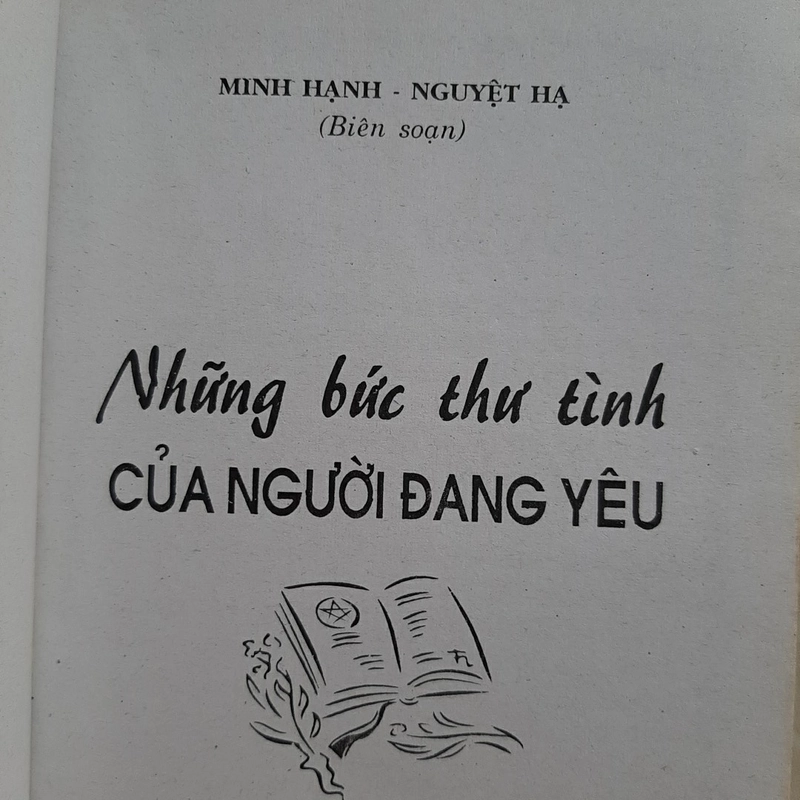 MINH HẠNH - NGUYỆT HẠ
(Biên soạn)
Những bức thư tình
CỦA NGƯỜI ĐANG YÊU